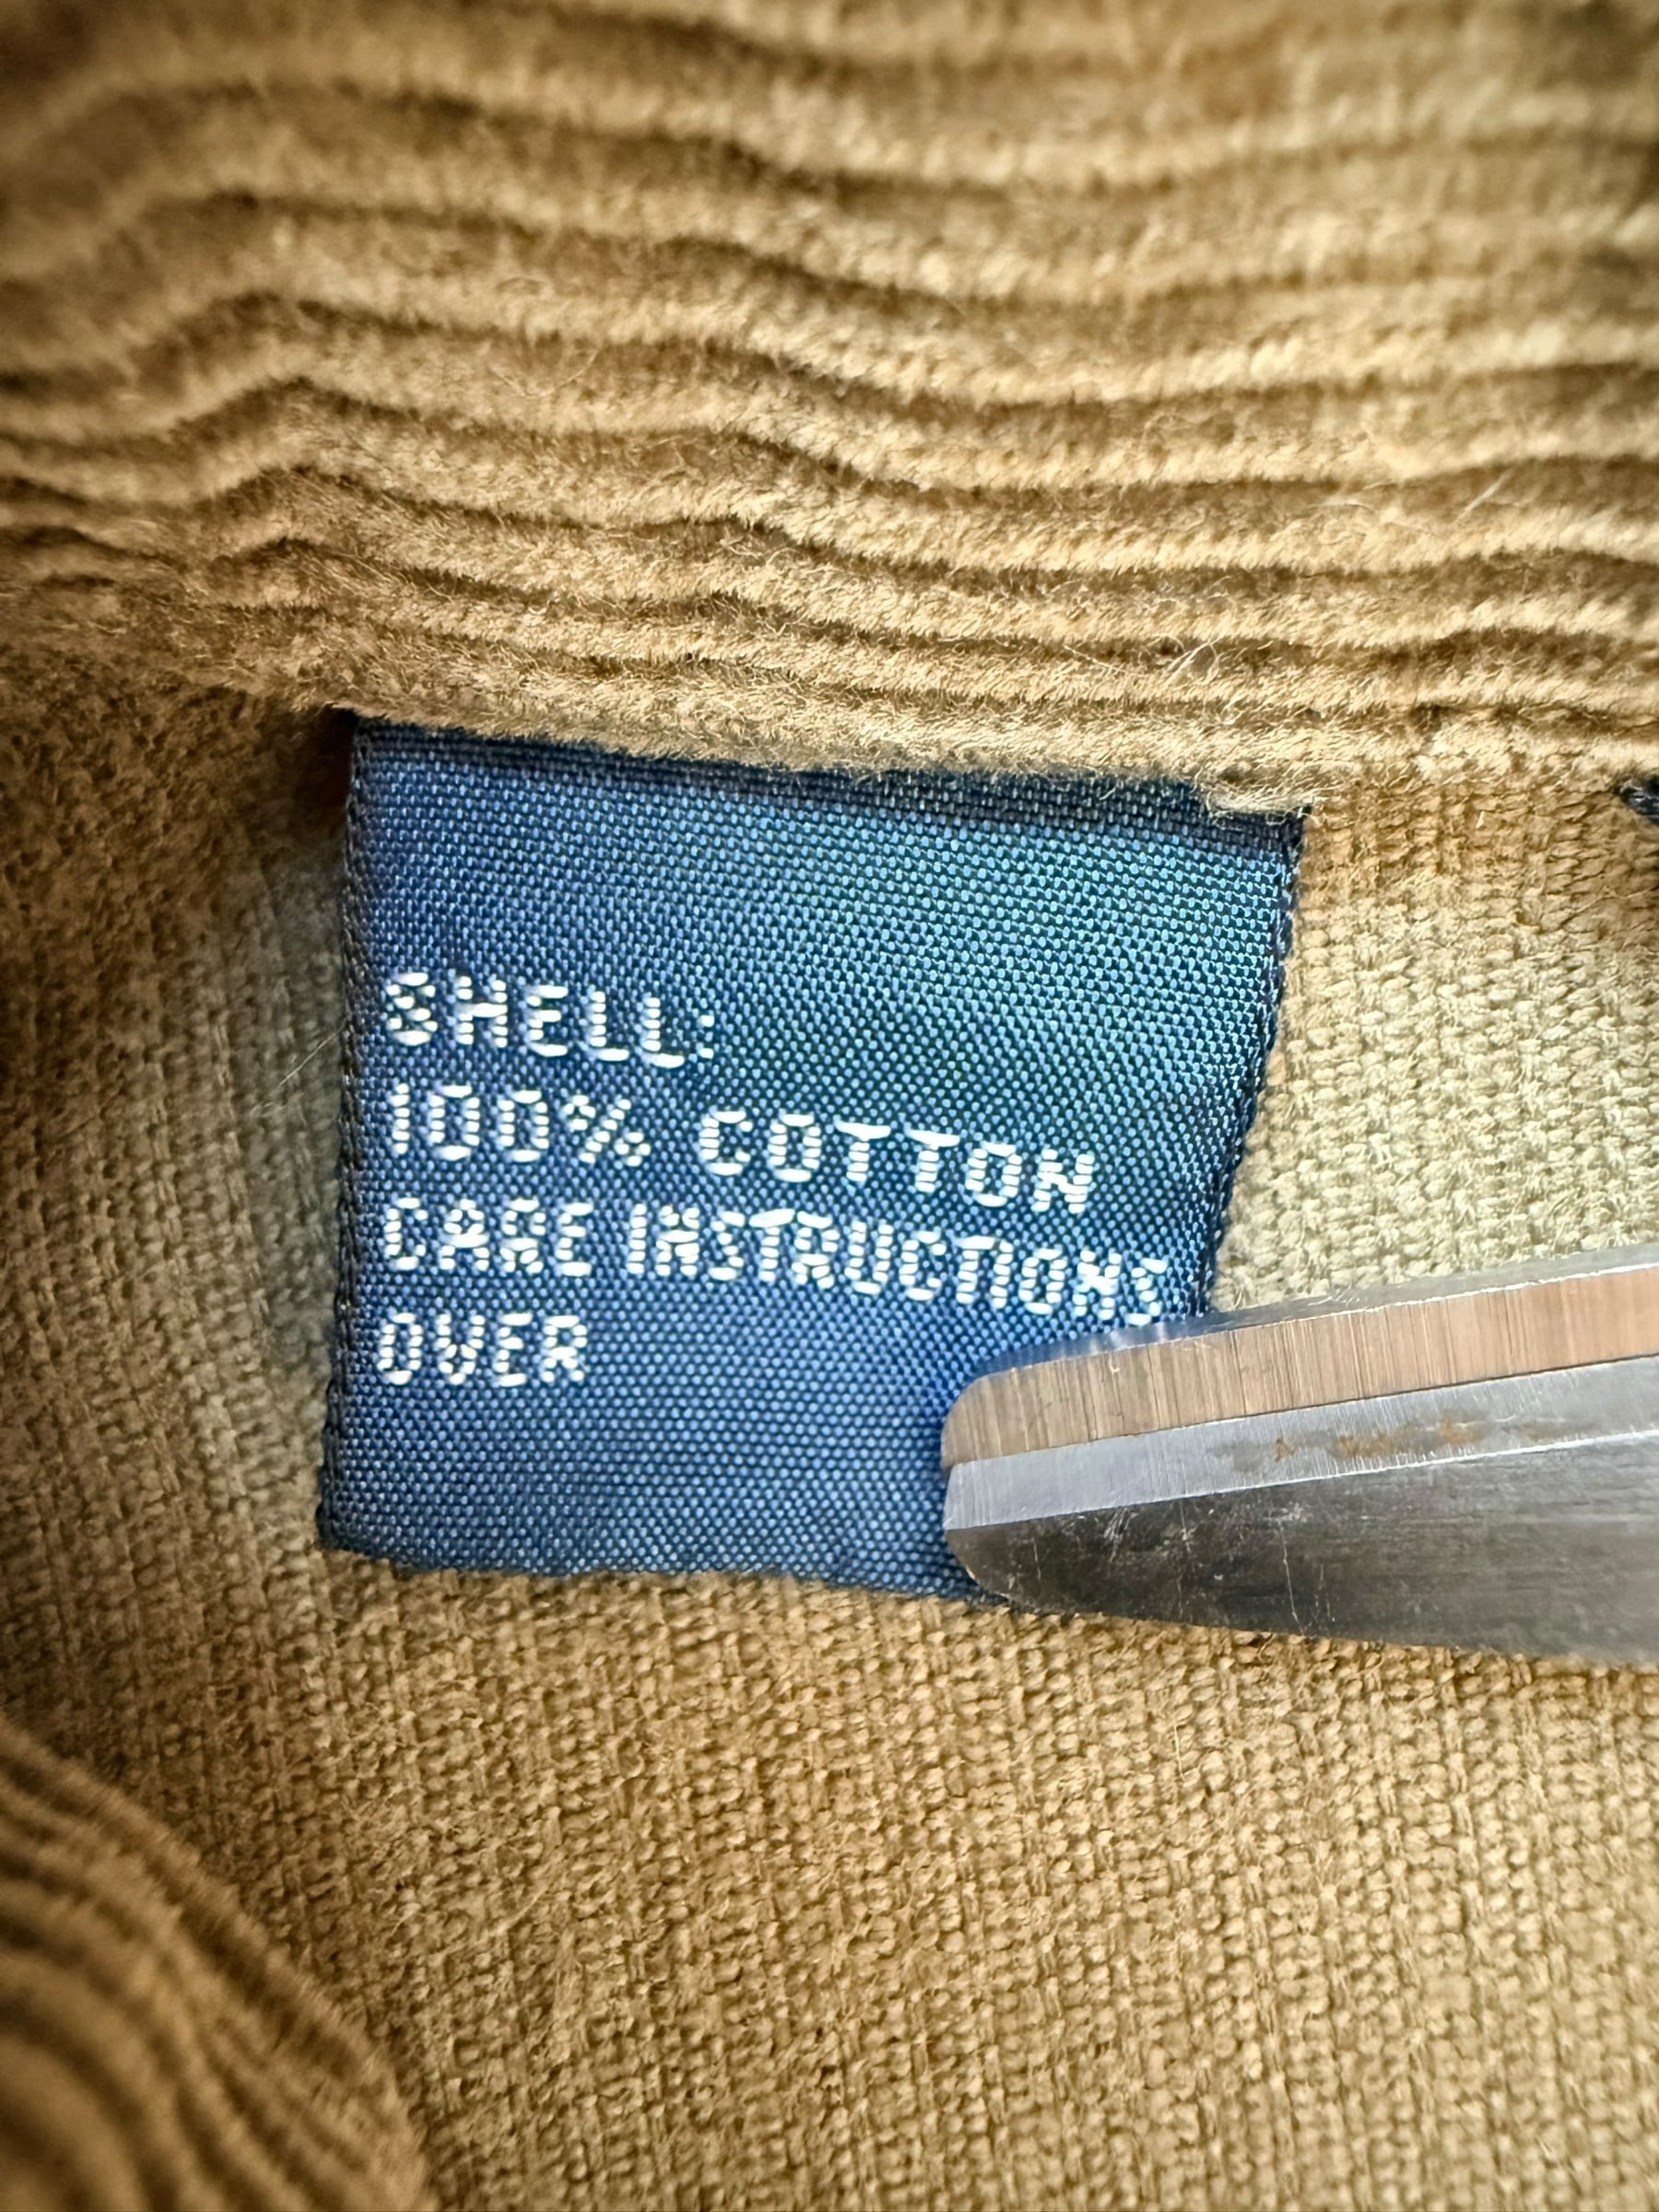 SHELL:
100% COTTON
CARE INSTRUCTIONS
OVER